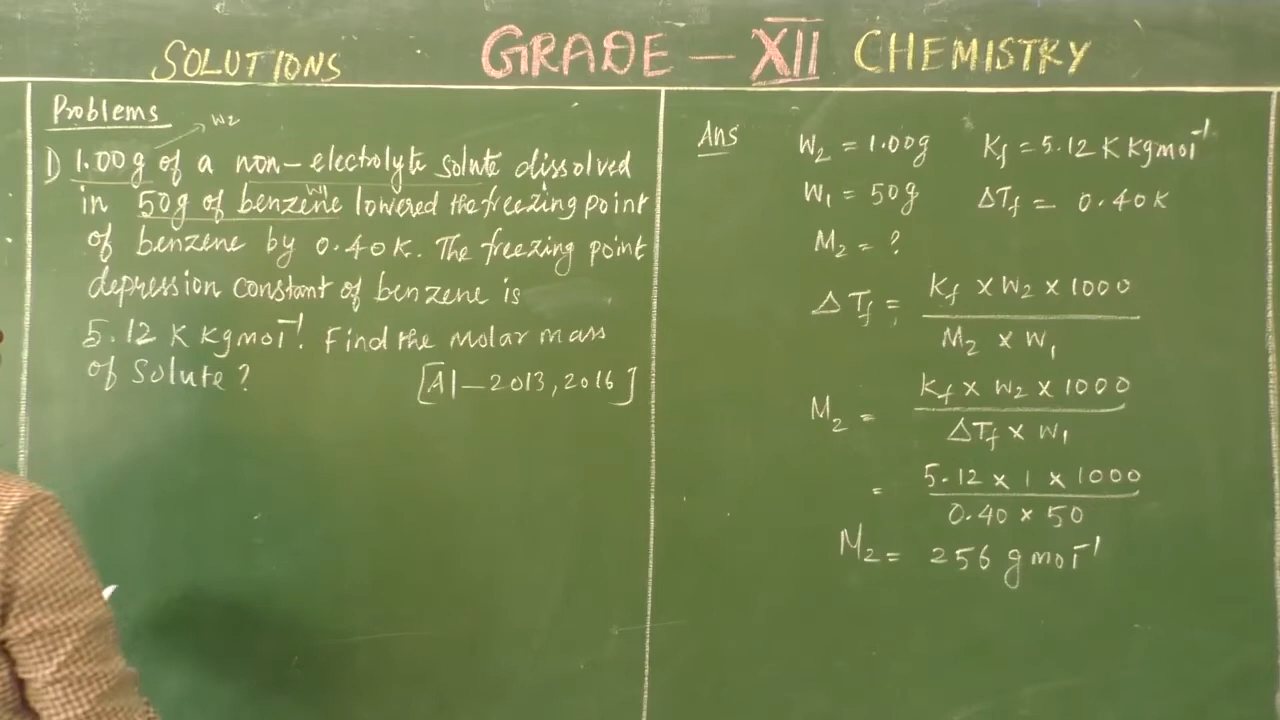 SOLUTIONS GRADE – XII CHEMISTRY
Problems
W2
1) 1.00g of a non-electrolyte solute dissolved
W1
in 50g of benzene lowered the freezing point
of benzene by 0.40K. The freezing point
depression constant of benzene is
5.12 K Kgmol⁻¹. Find the molar mass
of Solute?
[AI – 2013, 2016]
Ans W₂ = 1.00g Kf = 5.12 K Kgmol⁻¹
W₁ = 50g ΔTf = 0.40K
M₂ = ?
ΔTf = Kf × W₂ × 1000
M₂ × W₁
M₂ = Kf × W₂ × 1000
ΔTf × W₁
= 5.12 × 1 × 1000
0.40 × 50
M₂ = 256 g mol⁻¹